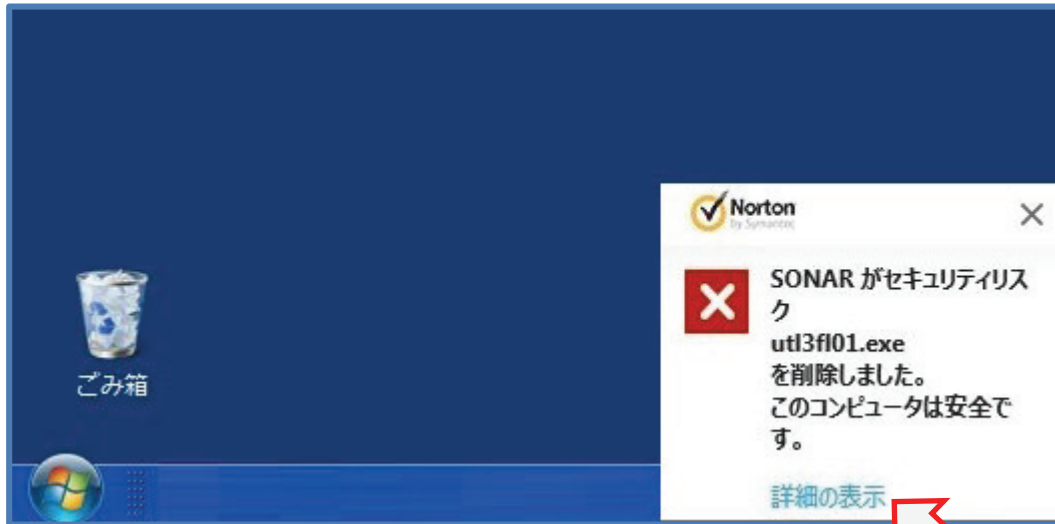 Norton
by Symantec
SONAR がセキュリティリス
ク
utl3fl01.exe
を削除しました。
このコンピュータは安全で
す。
詳細の表示
ごみ箱